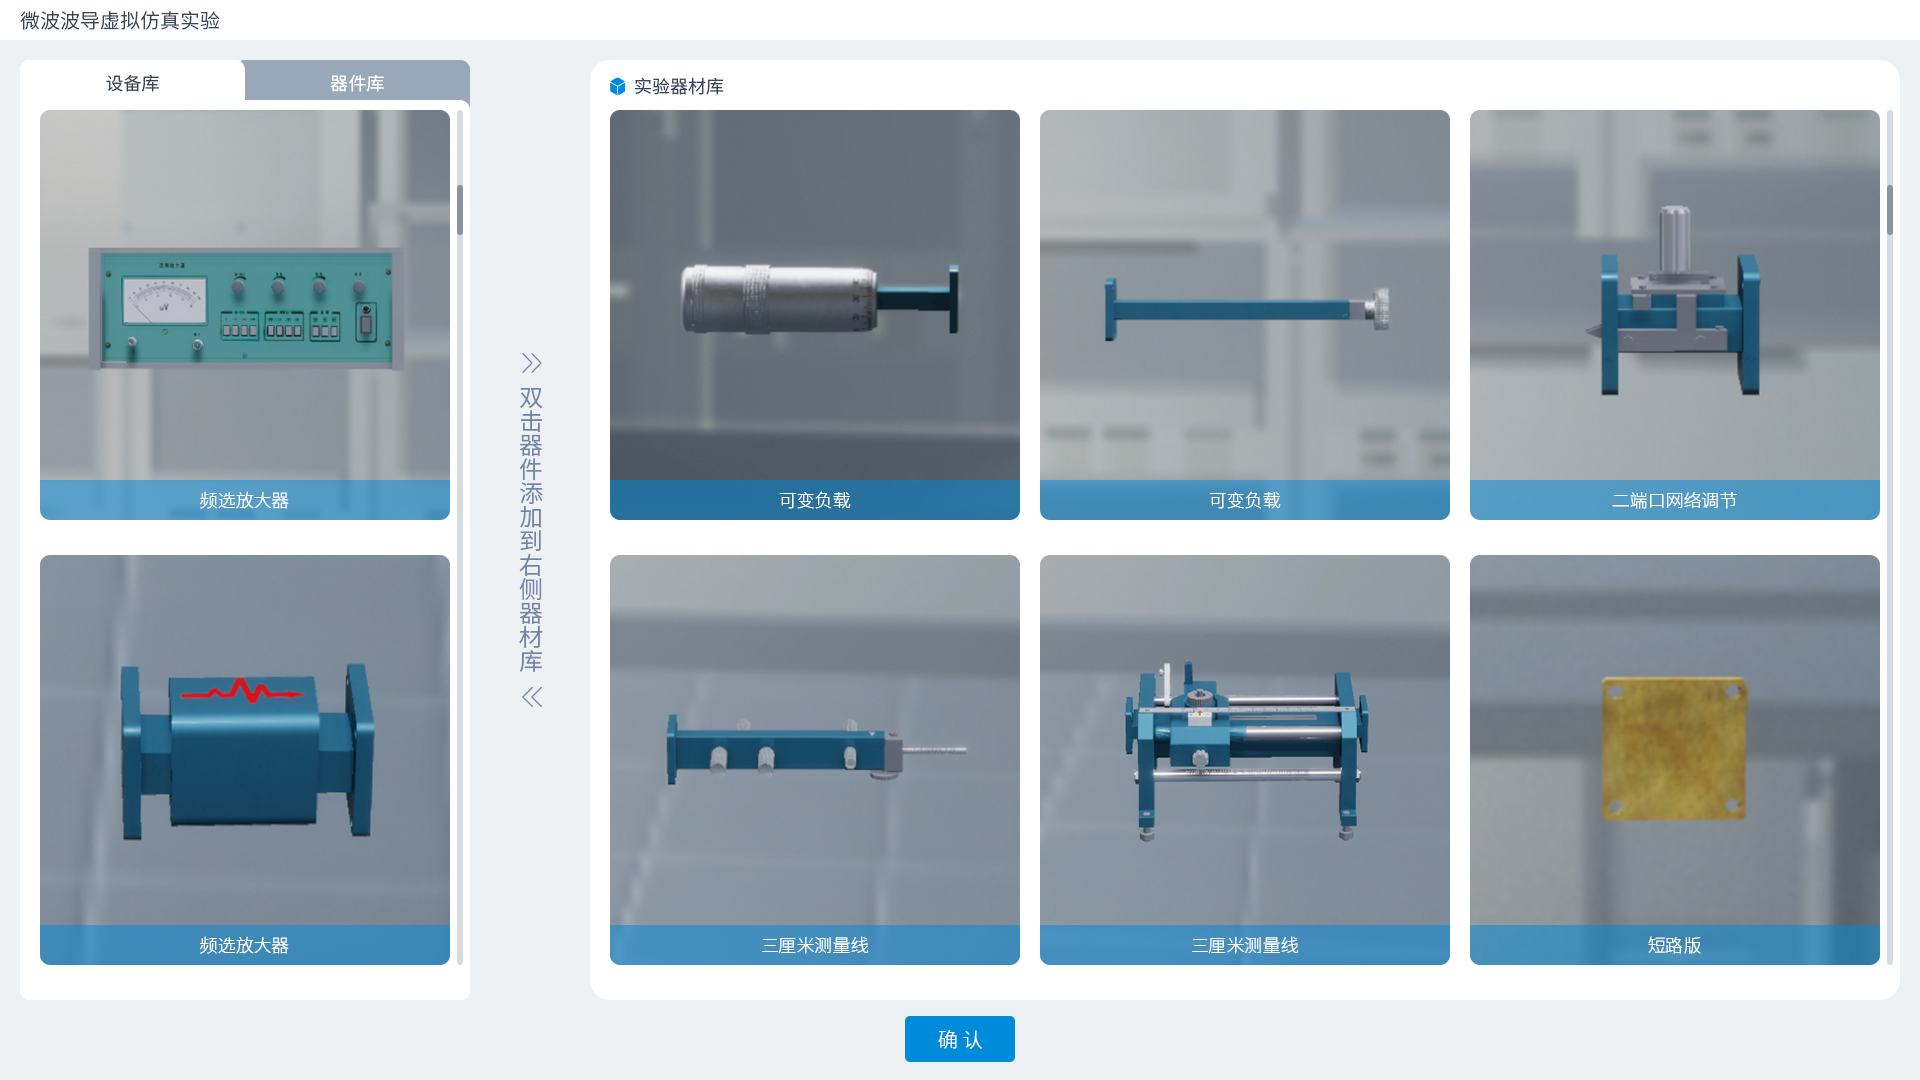 微波波导虚拟仿真实验
设备库
器件库
频选放大器
频选放大器
双击器件添加到右侧器材库
实验器材库
可变负载
可变负载
二端口网络调节
三厘米测量线
三厘米测量线
短路版
确认